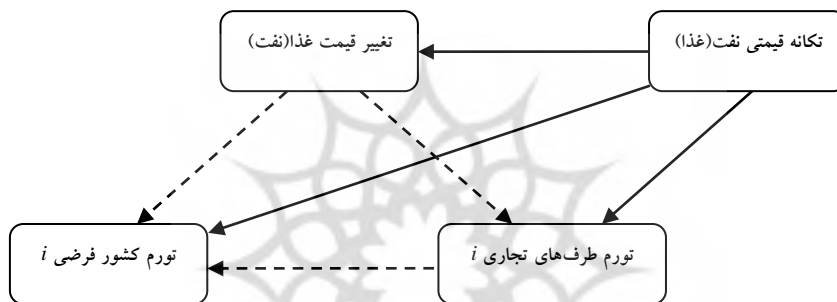 تکانه قیمتی نفت(غذا)
تغییر قیمت غذا(نفت)
تورم طرف‌های تجاری i
تورم کشور فرضی i